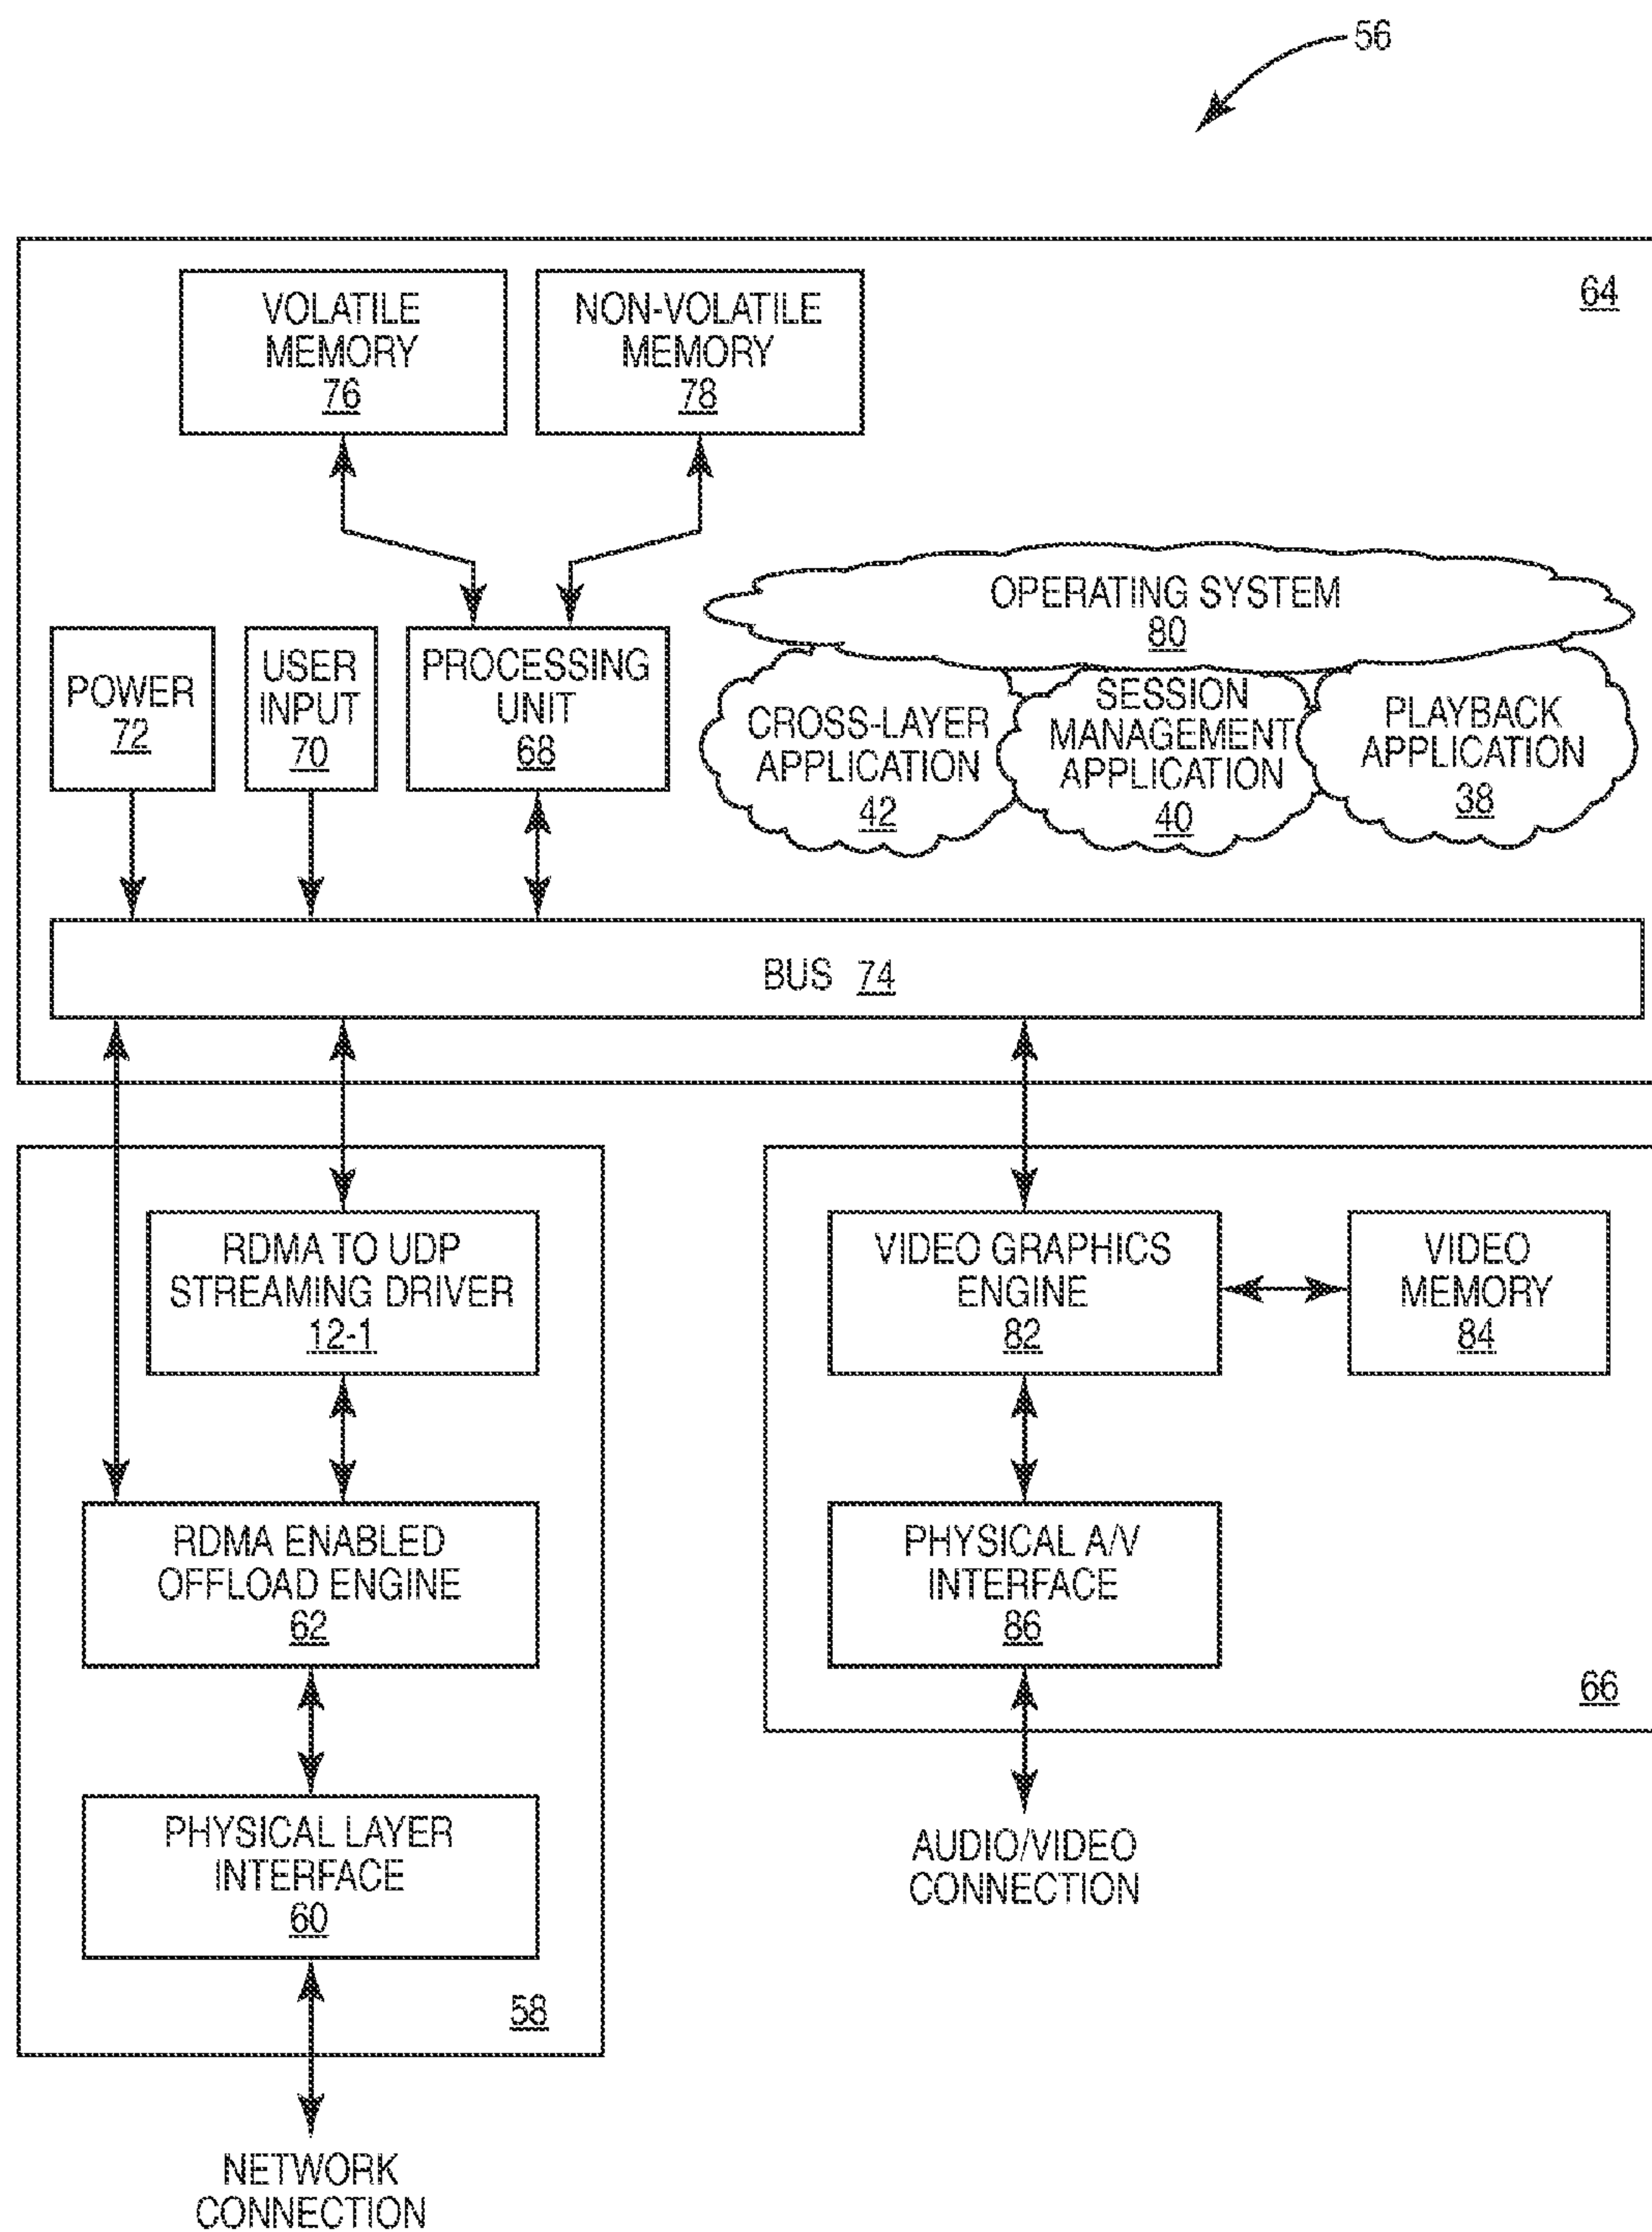 56
64
VOLATILE
MEMORY
76
NON-VOLATILE
MEMORY
78
OPERATING SYSTEM
80
POWER
72
USER
INPUT
70
PROCESSING
UNIT
68
CROSS-LAYER
APPLICATION
42
SESSION
MANAGEMENT
APPLICATION
40
PLAYBACK
APPLICATION
38
BUS 74
RDMA TO UDP
STREAMING DRIVER
12-1
VIDEO GRAPHICS
ENGINE
82
VIDEO
MEMORY
84
RDMA ENABLED
OFFLOAD ENGINE
62
PHYSICAL A/V
INTERFACE
86
66
PHYSICAL LAYER
INTERFACE
60
AUDIO/VIDEO
CONNECTION
58
NETWORK
CONNECTION